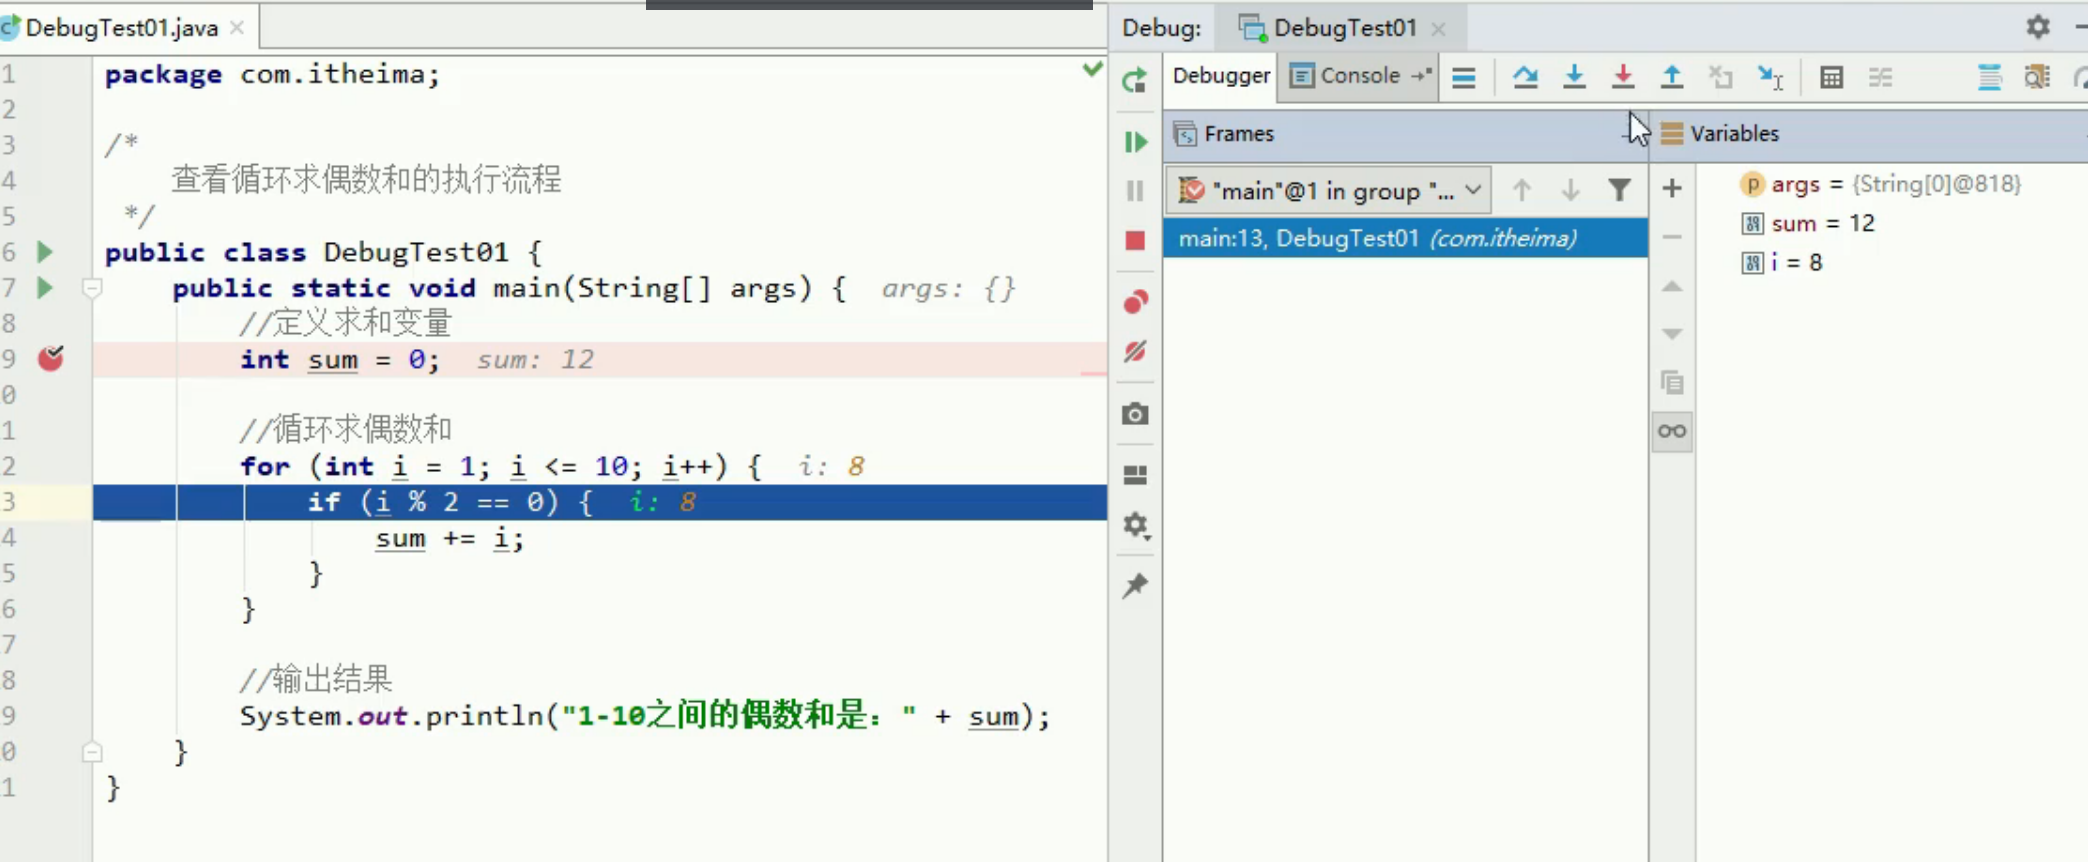 DebugTest01.java
Debug: DebugTest01
Debugger Console
Frames
Variables
"main"@1 in group "...
main:13, DebugTest01 (com.itheima)
args = {String[0]@818}
sum = 12
i = 8
1 package com.itheima;
2
3 /*
4 查看循环求偶数和的执行流程
5 */
6 public class DebugTest01 {
7 public static void main(String[] args) { args: {}
8 //定义求和变量
9 int sum = 0; sum: 12
0
1 //循环求偶数和
2 for (int i = 1; i <= 10; i++) { i: 8
3 if (i % 2 == 0) { i: 8
4 sum += i;
5 }
6 }
7
8 //输出结果
9 System.out.println("1-10之间的偶数和是：" + sum);
0 }
1 }